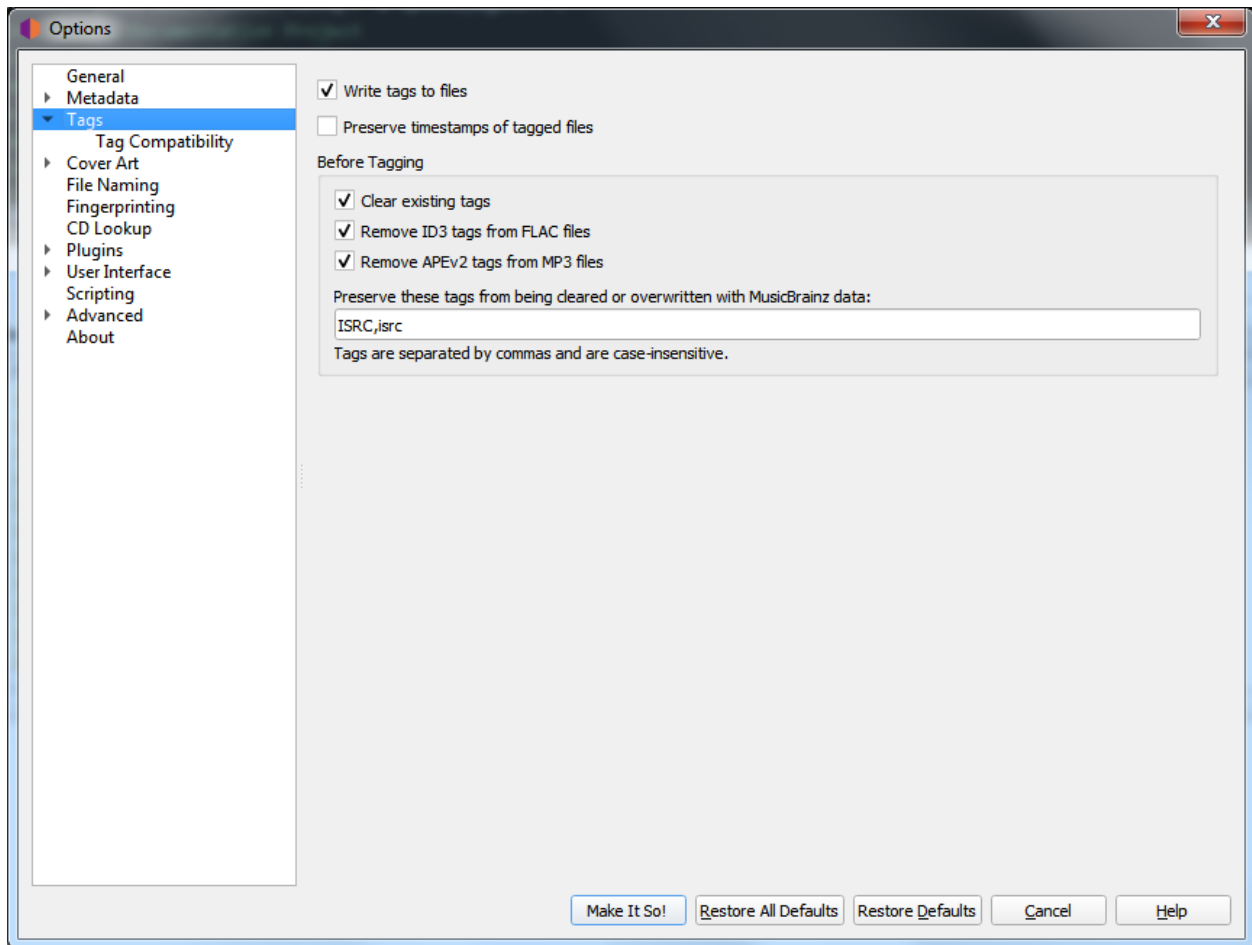 Options
General
Metadata
Tags
Tag Compatibility
Cover Art
File Naming
Fingerprinting
CD Lookup
Plugins
User Interface
Scripting
Advanced
About
Write tags to files
Preserve timestamps of tagged files
Before Tagging
Clear existing tags
Remove ID3 tags from FLAC files
Remove APEv2 tags from MP3 files
Preserve these tags from being cleared or overwritten with MusicBrainz data:
ISRC,isrc
Tags are separated by commas and are case-insensitive.
Make It So! Restore All Defaults Restore Defaults Cancel Help